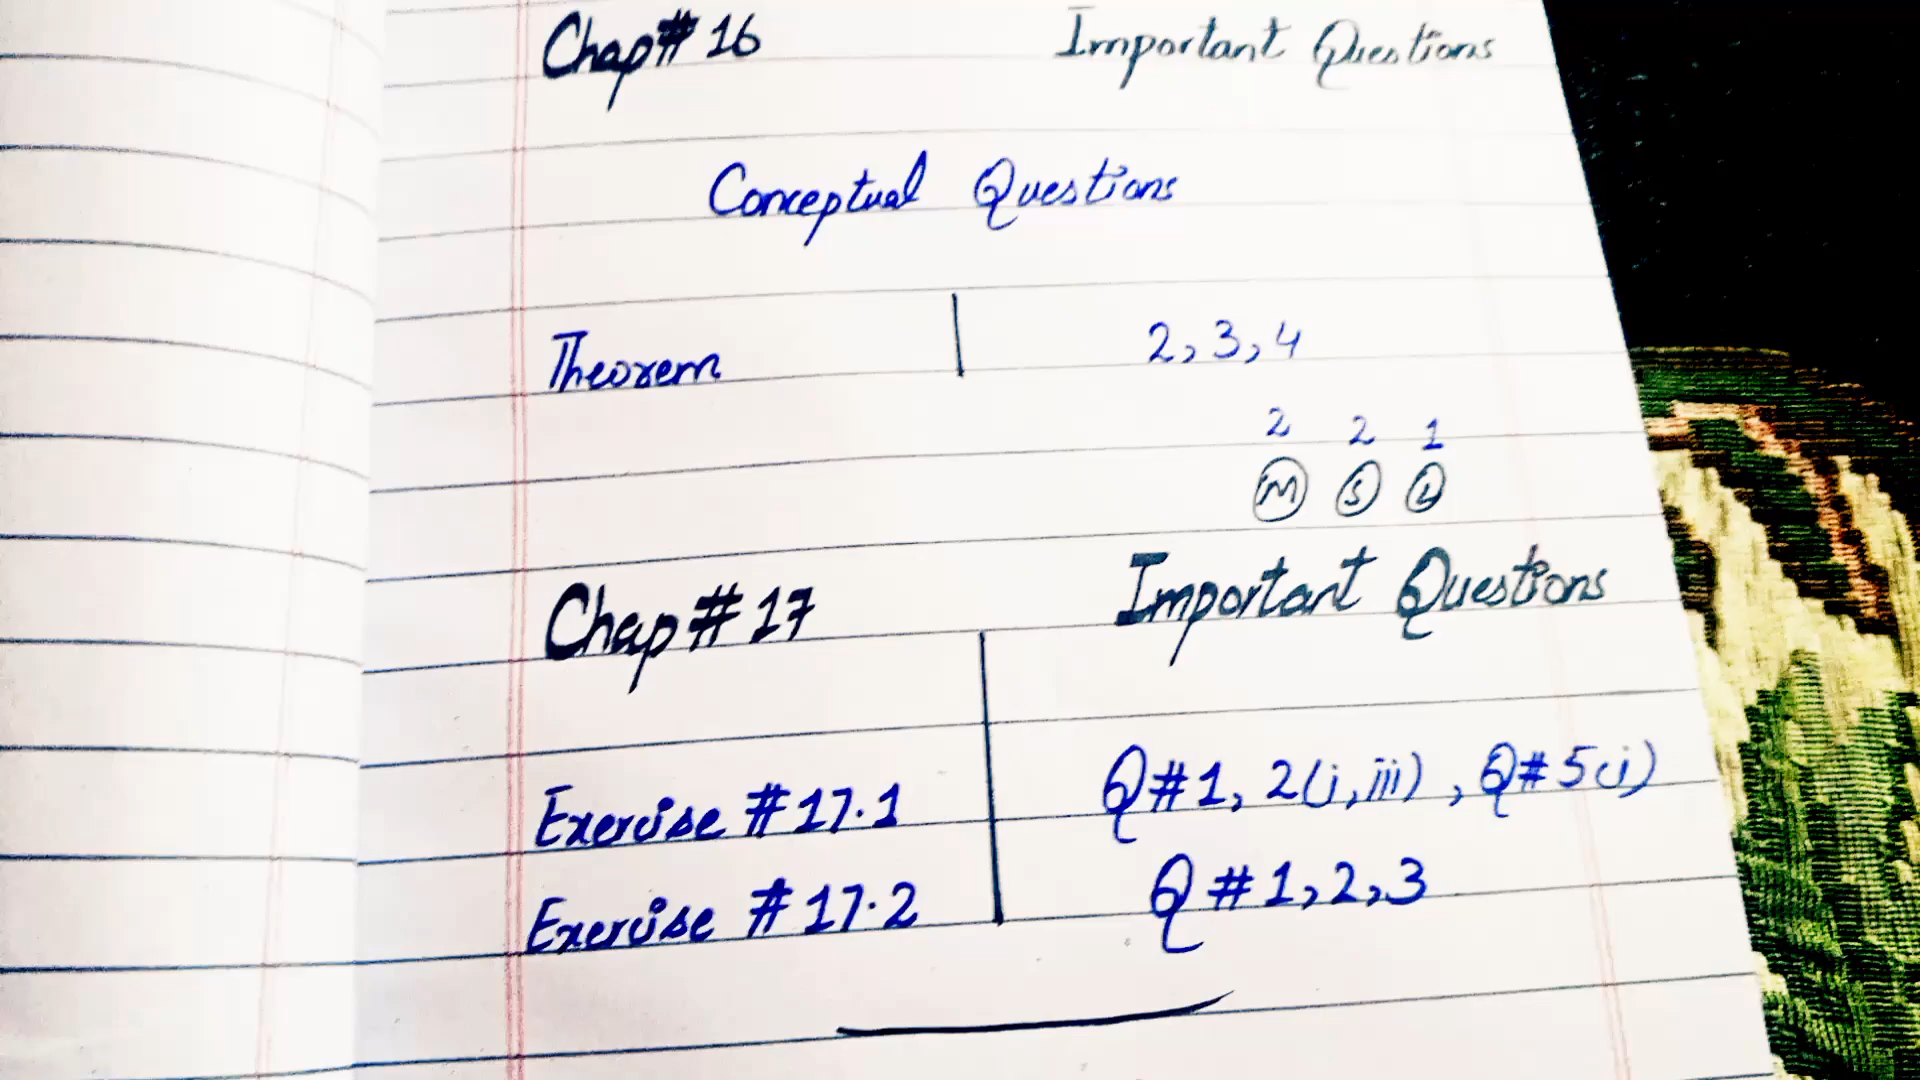 Chap# 16 Important Questions
Conceptual Questions
Theorem 2, 3, 4
2 2 1
M S L
Chap # 17 Important Questions
Exercise # 17.1 Q # 1, 2(i, iii) , Q # 5(i)
Exercise # 17.2 Q # 1, 2, 3